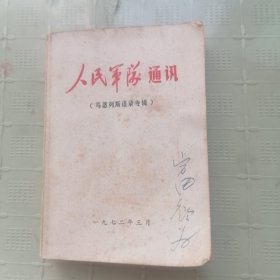 人民军队通讯
（马恩列斯语录专辑）
一九七二年三月